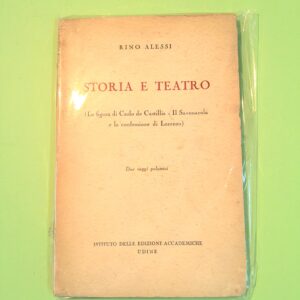 RINO ALESSI
STORIA E TEATRO
(La figura di Carlo de Castillia - Il Savonarola
e la confessione di Lorenzo)
Due saggi polemici
ISTITUTO DELLE EDIZIONI ACCADEMICHE
UDINE